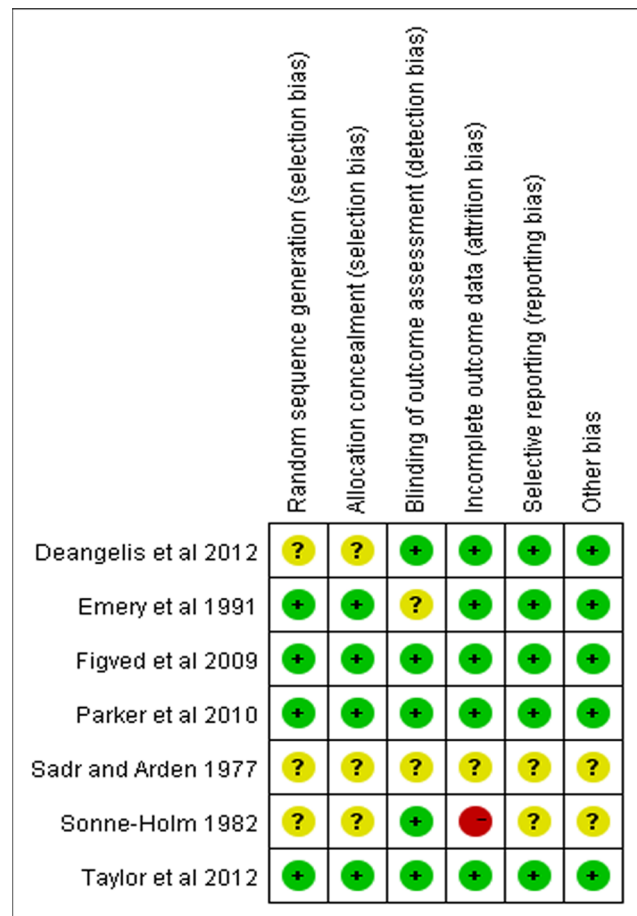 Random sequence generation (selection bias)
Allocation concealment (selection bias)
Blinding of outcome assessment (detection bias)
Incomplete outcome data (attrition bias)
Selective reporting (reporting bias)
Other bias
Deangelis et al 2012 ? ? + + + +
Emery et al 1991 + + ? + + +
Figved et al 2009 + + + + + +
Parker et al 2010 + + + + + +
Sadr and Arden 1977 ? ? ? ? ? ?
Sonne-Holm 1982 ? ? + - ? ?
Taylor et al 2012 + + + + + +